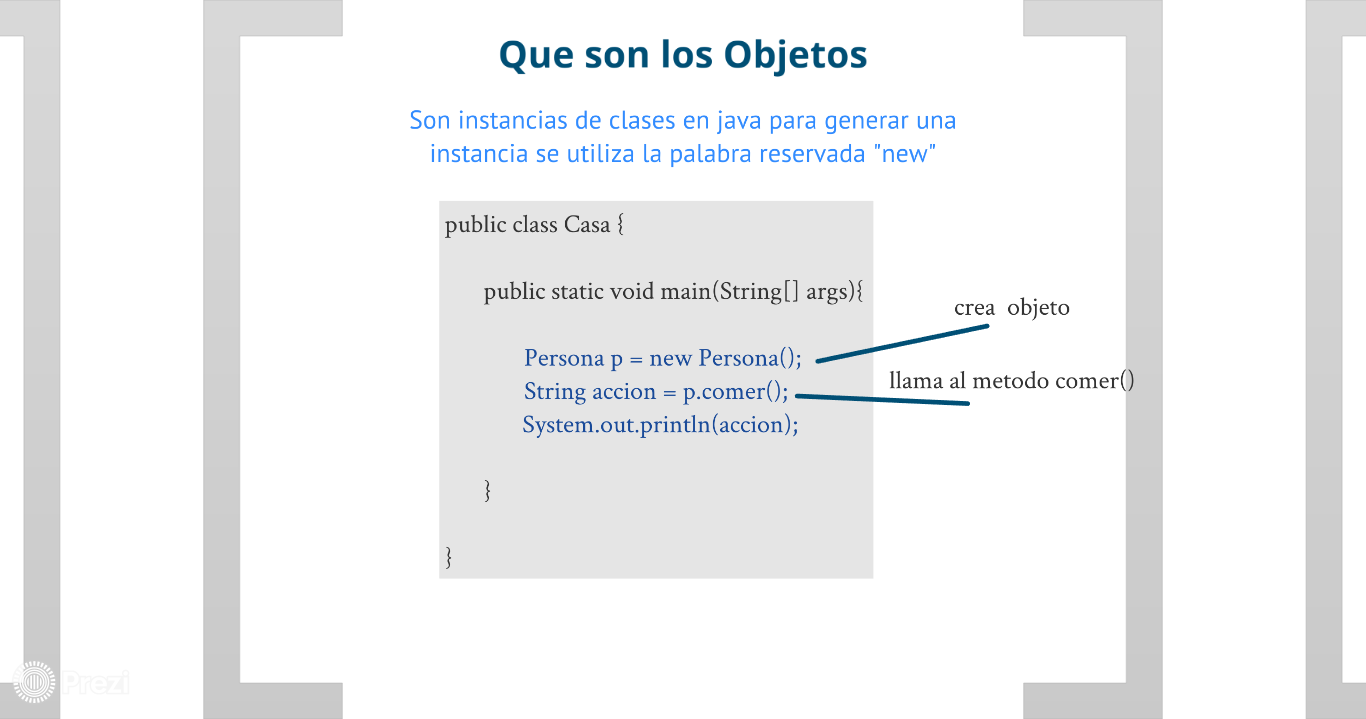 Que son los Objetos
Son instancias de clases en java para generar una
instancia se utiliza la palabra reservada "new"
public class Casa {
public static void main(String[] args){
crea objeto
Persona p = new Persona();
llama al metodo comer()
String accion = p.comer();
System.out.println(accion);
}
}
Prezi